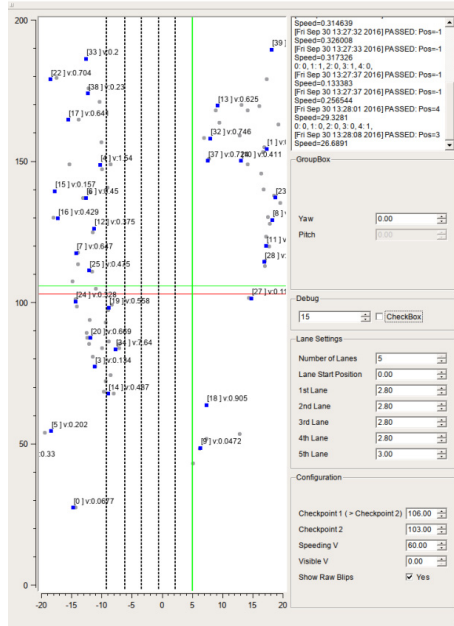 200
150
100
50
0
-20
-15
-10
-5
0
5
10
15
20
[39 ]
[33 ] v:0.2
[22 ] v:0.704
[38 ] v:0.23
[13 ] v:0.625
[17 ] v:0.641
[32 ] v:0.746
[4 ] v:1.54
[15 ] v:0.157
[16 ] v:0.429
[7 ] v:0.647
[25 ] v:0.475
[19 ] v:0.558
[20 ] v:0.669
[3 ] v:0.134
[14 ] v:0.437
[18 ] v:0.905
[5 ] v:0.202
[9 ] v:0.0472
:0.33
[0 ] v:0.0677
Speed=0.314639
[Fri Sep 30 13:27:32 2016] PASSED: Pos=-1
Speed=0.326008
[Fri Sep 30 13:27:33 2016] PASSED: Pos=-1
Speed=0.317326
0: 0, 1: 1, 2: 0, 3: 1, 4: 0,
[Fri Sep 30 13:27:37 2016] PASSED: Pos=-1
Speed=0.133383
[Fri Sep 30 13:27:37 2016] PASSED: Pos=-1
Speed=0.256544
[Fri Sep 30 13:28:01 2016] PASSED: Pos=4
Speed=29.3281
0: 0, 1: 0, 2: 0, 3: 1, 4: 1,
[Fri Sep 30 13:28:08 2016] PASSED: Pos=3
Speed=26.6891
GroupBox
Yaw 0.00
Pitch 0.00
Debug
15 CheckBox
Lane Settings
Number of Lanes 5
Lane Start Position 0.00
1st Lane 2.80
2nd Lane 2.80
3rd Lane 2.80
4th Lane 2.80
5th Lane 3.00
Configuration
Checkpoint 1 ( > Checkpoint 2) 106.00
Checkpoint 2 103.00
Speeding V 60.00
Visible V 0.00
Show Raw Blips Yes